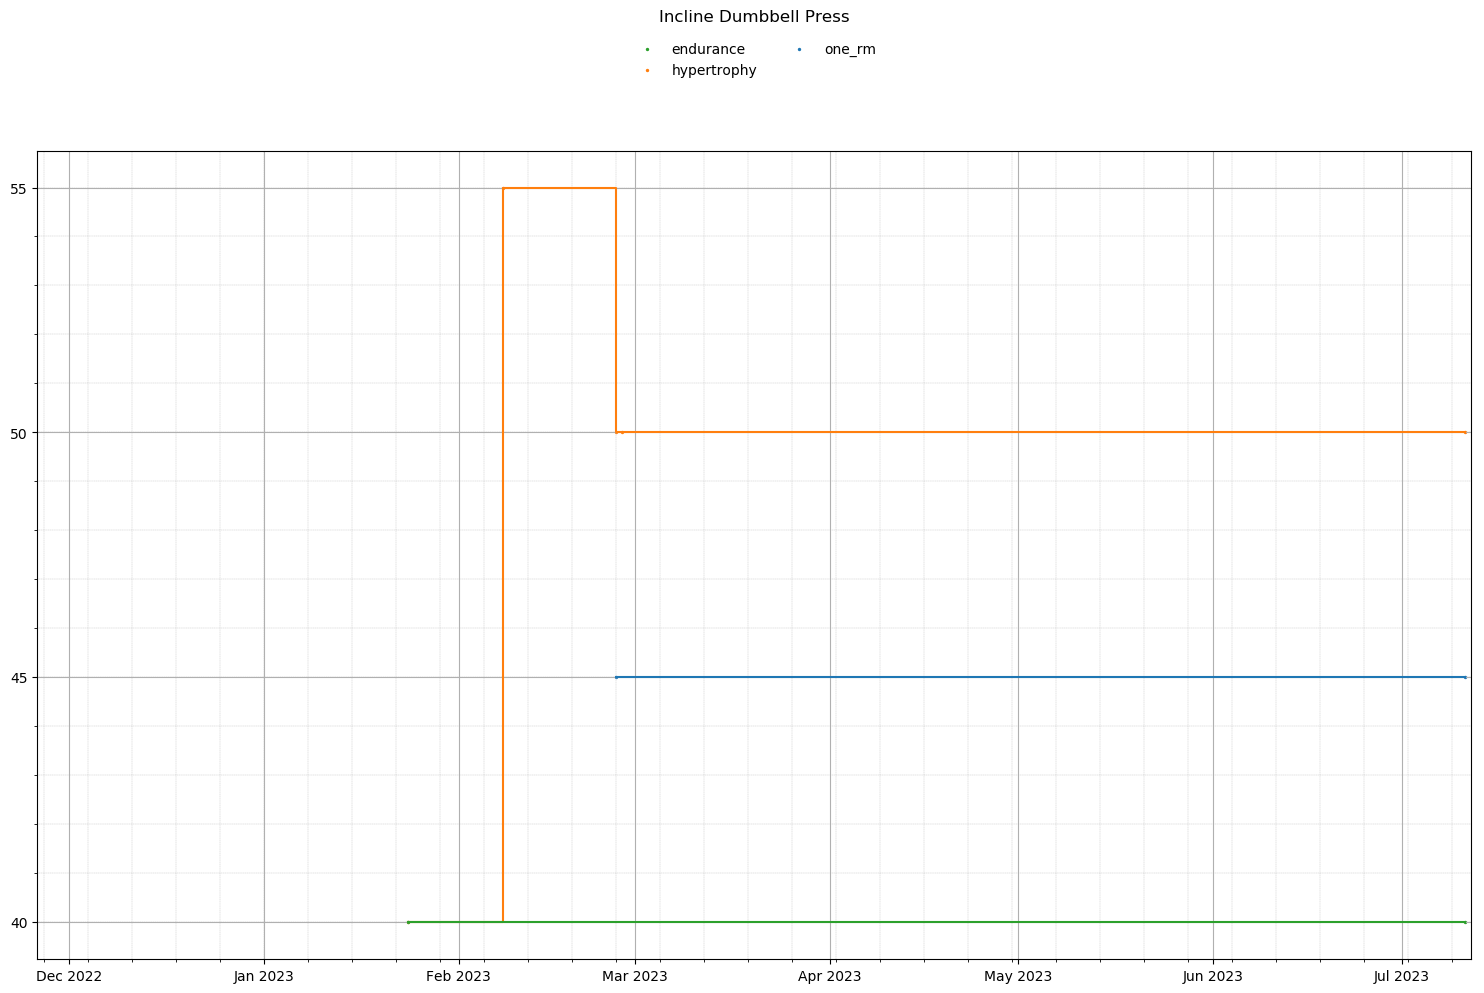 Incline Dumbbell Press
endurance one_rm
hypertrophy
55
50
45
40
Dec 2022 Jan 2023 Feb 2023 Mar 2023 Apr 2023 May 2023 Jun 2023 Jul 2023